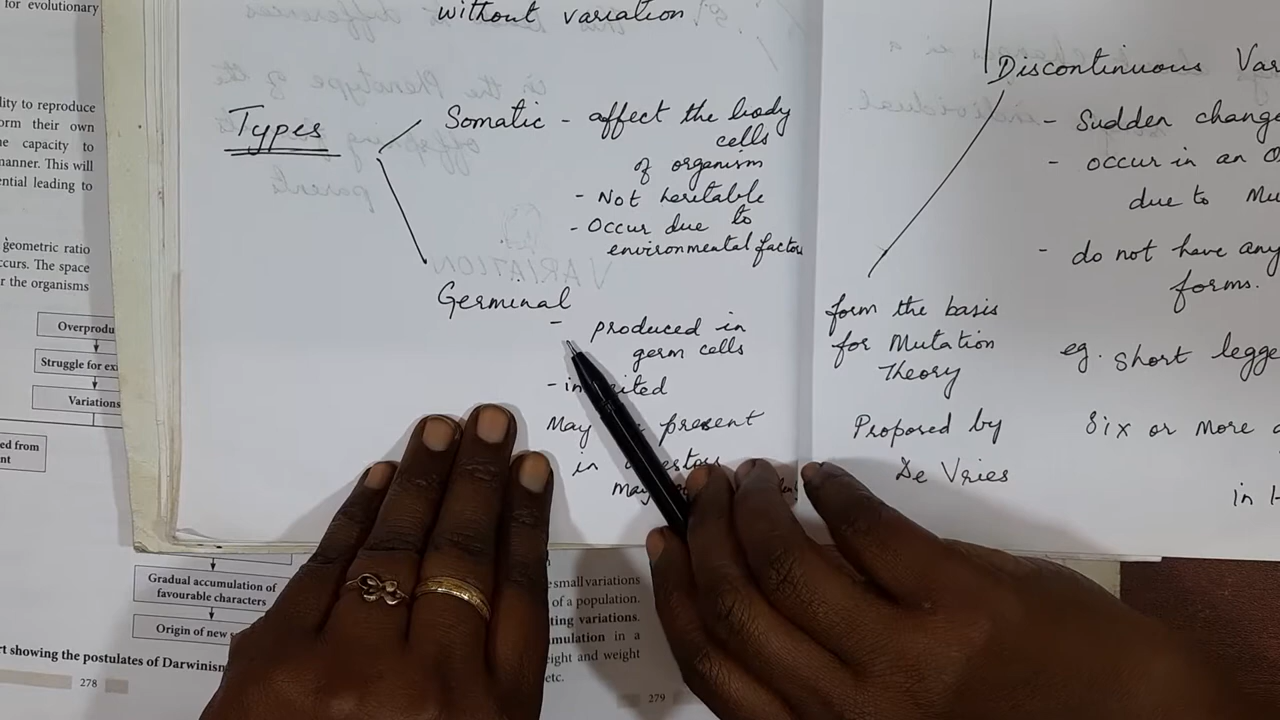 for evolutionary
lity to reproduce
orm their own
e capacity to
manner. This will
ential leading to
geometric ratio
ccurs. The space
r the organisms
Overprodu
Struggle for ex
Variations
ed from
nt
without variation
Types
Somatic - affect the body
cells
of organism
- Not heritable
- Occur due to
environmental factors
Germinal
- produced in
germ cells
- inherited
May present
in
may
Discontinuous Var
- Sudden change
- occur in an O
due to Mu
- do not have any
forms.
form the basis
for Mutation
Theory
Proposed by
De Vries
eg. short legge
Six or more
in H
Gradual accumulation of
favourable characters
Origin of new s
rt showing the postulates of Darwinism
278
e small variations
of a population.
ting variations.
mulation in a
eight and weight
etc.
279